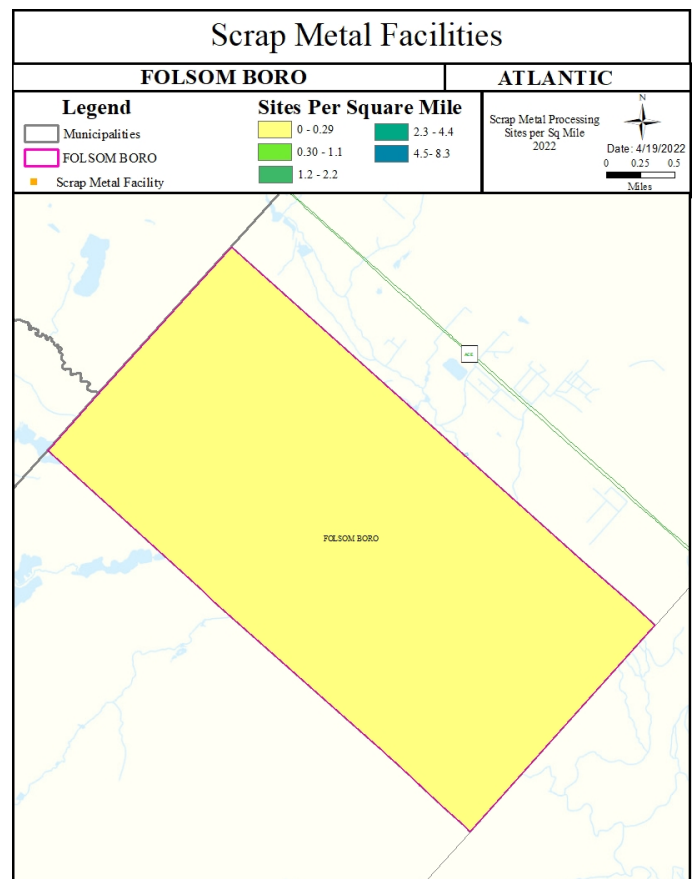 Scrap Metal Facilities
FOLSOM BORO
ATLANTIC
Legend
Municipalities
FOLSOM BORO
Scrap Metal Facility
Sites Per Square Mile
0 - 0.29
0.30 - 1.1
1.2 - 2.2
2.3 - 4.4
4.5- 8.3
Scrap Metal Processing
Sites per Sq Mile
2022
N
Date: 4/19/2022
0 0.25 0.5
Miles
FOLSOM BORO